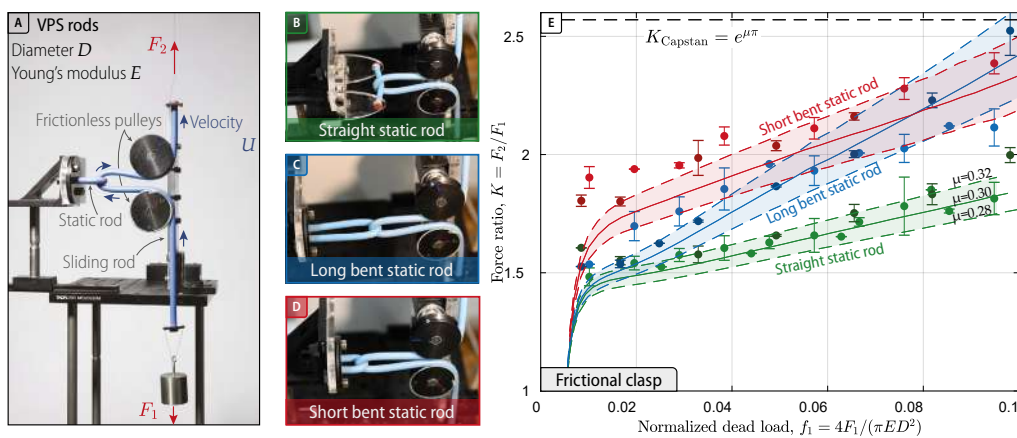 A VPS rods
Diameter D
Young's modulus E
F₂
Frictionless pulleys
Velocity
U
Static rod
Sliding rod
F₁
B
Straight static rod
C
Long bent static rod
D
Short bent static rod
E
K_Capstan = e^{μπ}
Short bent static rod
Long bent static rod
μ=0.32
μ=0.30
μ=0.28
Straight static rod
Frictional clasp
Force ratio, K = F₂/F₁
2.5
2
1.5
1
0 0.02 0.04 0.06 0.08 0.1
Normalized dead load, f₁ = 4F₁/(πED²)